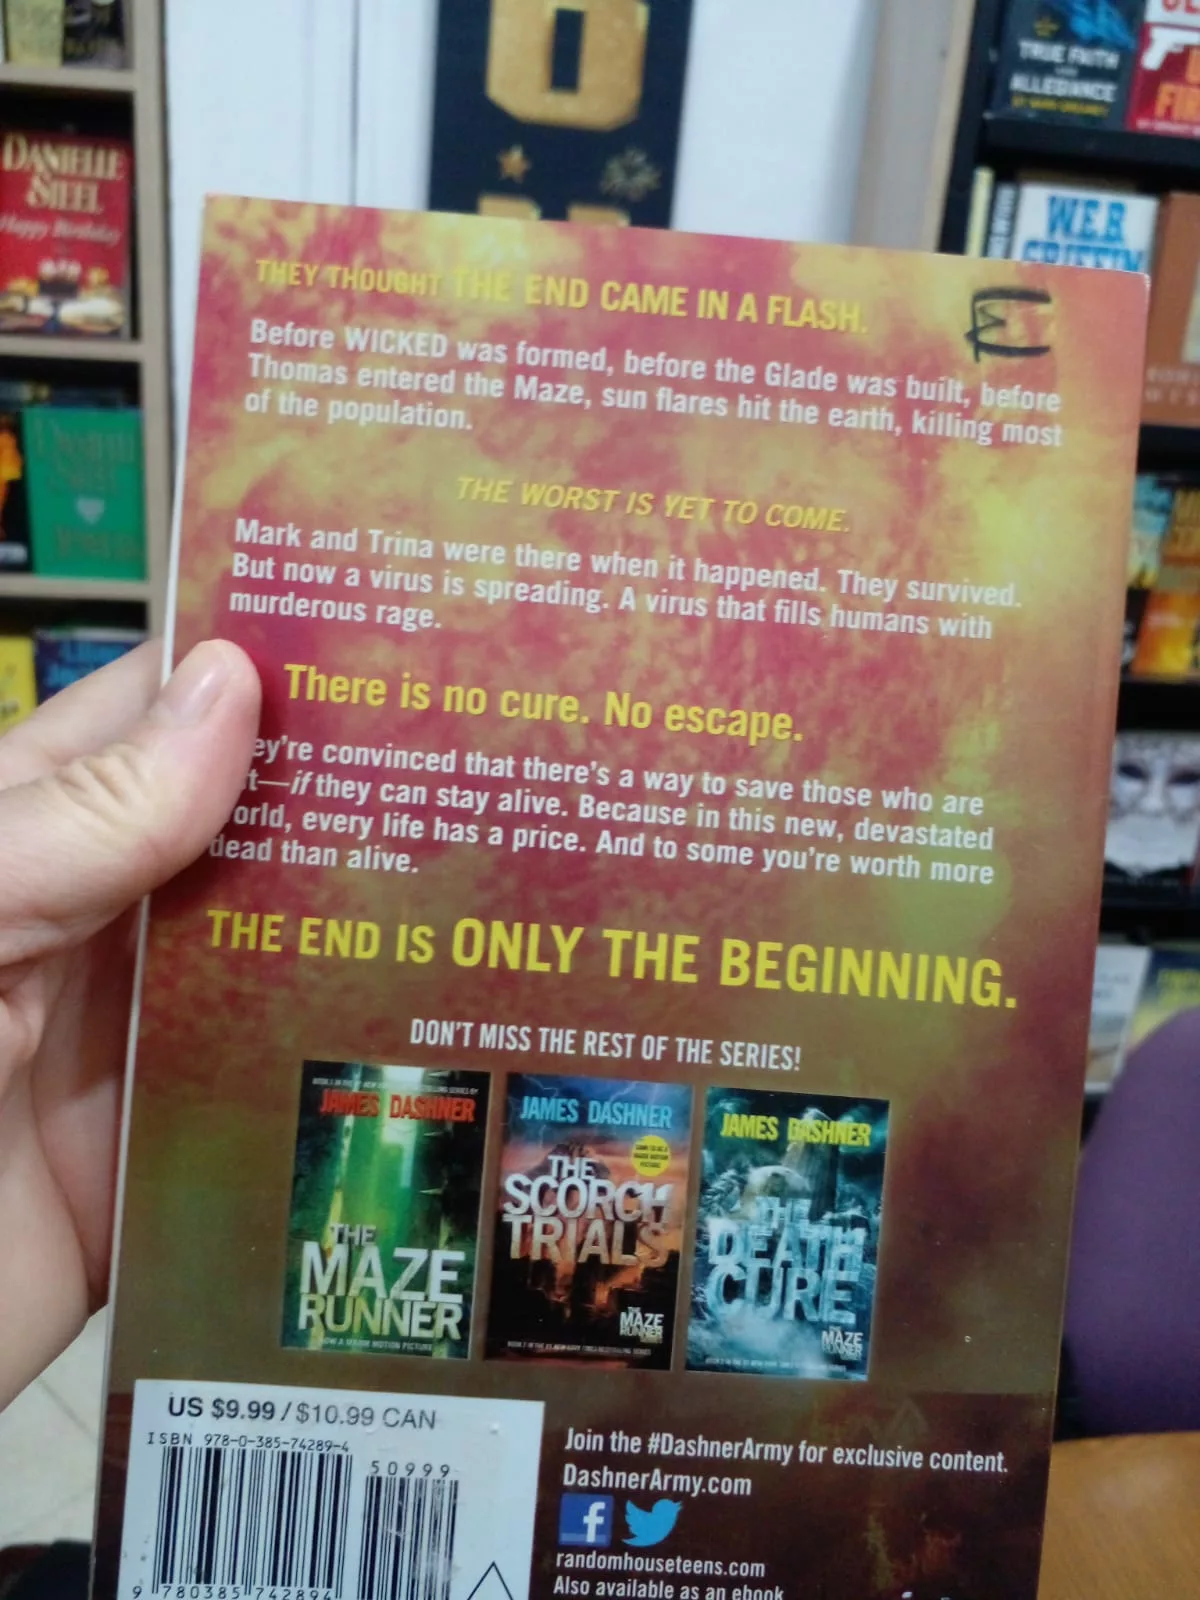 DANIELLE
STEEL
Happy Birthday
TRUE FAITH
AND
ALLEGIANCE
W.E.B.
GRIFFIN
E
THEY THOUGHT THE END CAME IN A FLASH.
Before WICKED was formed, before the Glade was built, before
Thomas entered the Maze, sun flares hit the earth, killing most
of the population.
THE WORST IS YET TO COME.
Mark and Trina were there when it happened. They survived.
But now a virus is spreading. A virus that fills humans with
murderous rage.
There is no cure. No escape.
ey're convinced that there's a way to save those who are
t—if they can stay alive. Because in this new, devastated
orld, every life has a price. And to some you're worth more
dead than alive.
THE END IS ONLY THE BEGINNING.
DON'T MISS THE REST OF THE SERIES!
JAMES DASHNER
THE
MAZE
RUNNER
NOW A MAJOR MOTION PICTURE
JAMES DASHNER
THE
SCORCH
TRIALS
THE
MAZE
RUNNER
JAMES DASHNER
THE
DEATH
CURE
THE
MAZE
RUNNER
US $9.99 / $10.99 CAN
ISBN 978-0-385-74289-4
50999
9 780385 742894
Join the #DashnerArmy for exclusive content.
DashnerArmy.com
f
randomhouseteens.com
Also available as an ebook